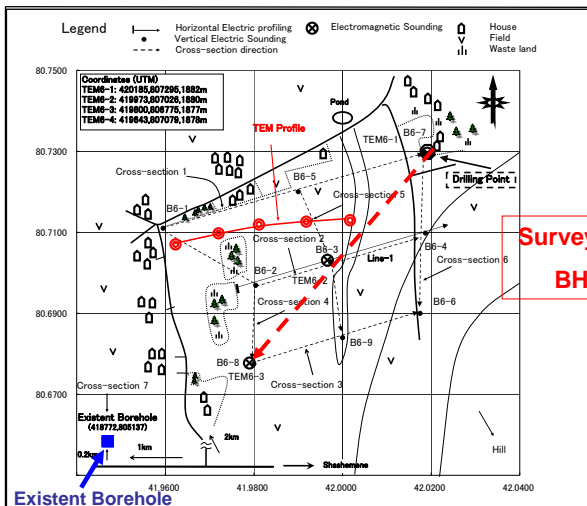 Legend
Horizontal Electric profiling
Vertical Electric Sounding
Cross-section direction
Electromagnetic Sounding
House
Field
Waste land
80.7500
Coordinates (UTM)
TEM6-1: 420185,807295,1882m
TEM6-2: 419973,807026,1880m
TEM6-3: 419800,806775,1877m
TEM6-4: 419643,807079,1878m
Pond
TEM6-1
B6-7
80.7300
Cross-section 1
TEM Profile
B6-5
Drilling Point
Cross-section 5
B6-1
80.7100
Cross-section 2
B6-3
B6-4
Survey
BH
Line-1
B6-2
TEM6-2
Cross-section 6
80.6900
Cross-section 4
B6-6
B6-9
B6-8
TEM6-3
80.6700
Cross-section 3
Cross-section 7
Existent Borehole
(418772,805137)
2km
Hill
1km
0.2km
Shashemene
41.9600
41.9800
42.0000
42.0200
42.0400
Existent Borehole